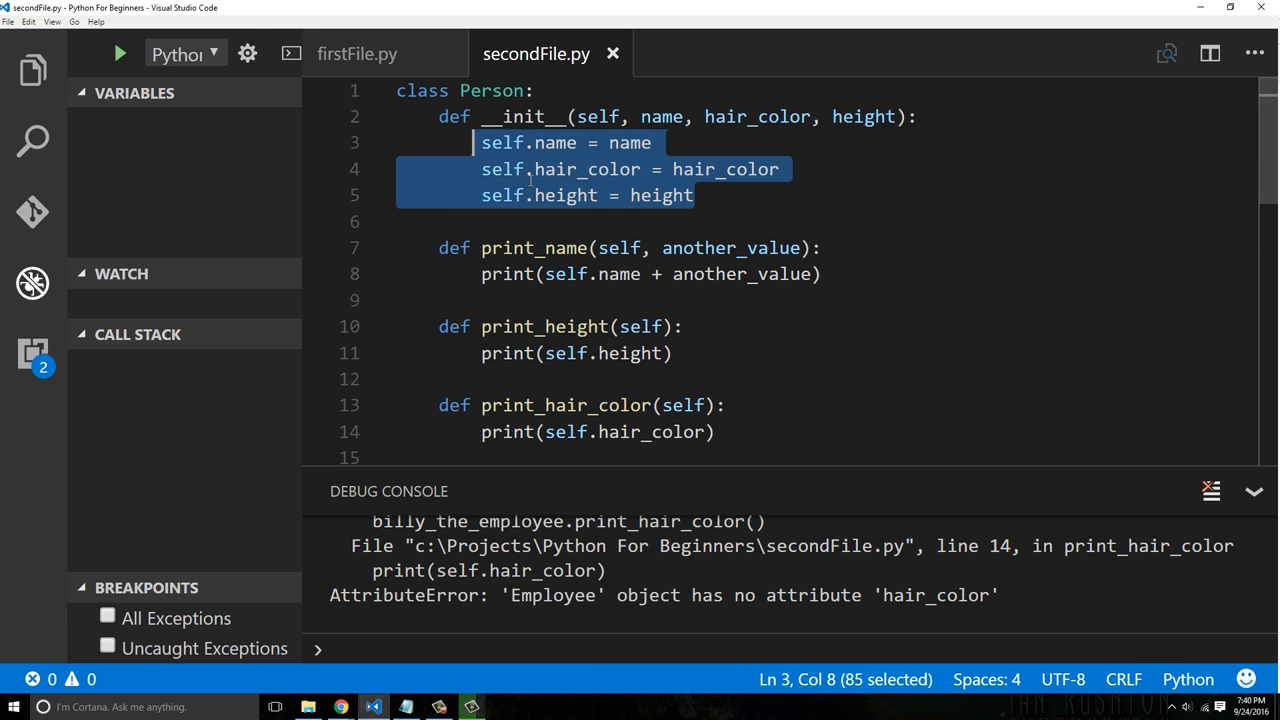 secondFile.py - Python For Beginners - Visual Studio Code
File Edit View Go Help
Python
firstFile.py
secondFile.py
VARIABLES
WATCH
CALL STACK
2
BREAKPOINTS
All Exceptions
Uncaught Exceptions
1 class Person:
2 def __init__(self, name, hair_color, height):
3 self.name = name
4 self.hair_color = hair_color
5 self.height = height
6
7 def print_name(self, another_value):
8 print(self.name + another_value)
9
10 def print_height(self):
11 print(self.height)
12
13 def print_hair_color(self):
14 print(self.hair_color)
15
DEBUG CONSOLE
billy_the_employee.print_hair_color()
File "c:\Projects\Python For Beginners\secondFile.py", line 14, in print_hair_color
print(self.hair_color)
AttributeError: 'Employee' object has no attribute 'hair_color'
0 0
Ln 3, Col 8 (85 selected) Spaces: 4 UTF-8 CRLF Python
I'm Cortana. Ask me anything.
7:40 PM
9/24/2016